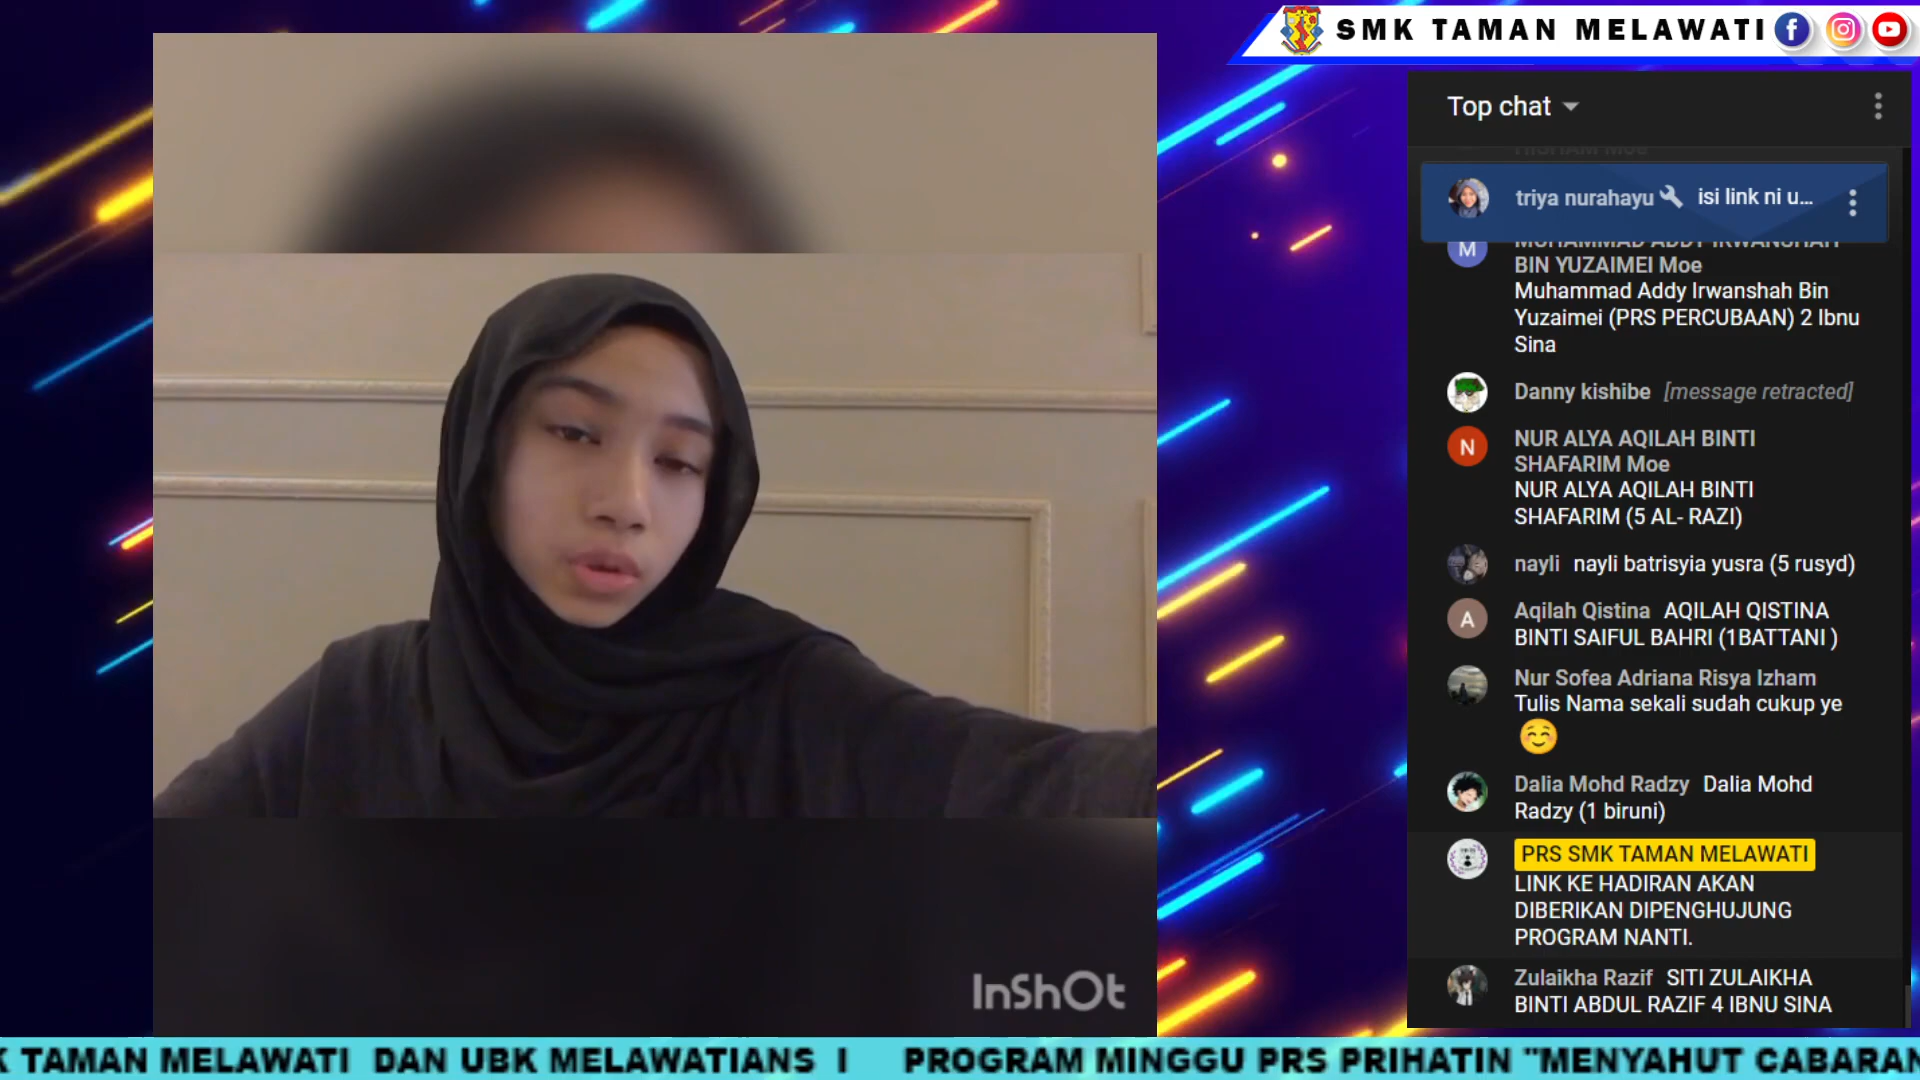 SMK TAMAN MELAWATI
Top chat
triya nurahayu isi link ni u...
M
MUHAMMAD ADDY IRWANSHAH
BIN YUZAIMEI Moe
Muhammad Addy Irwanshah Bin
Yuzaimei (PRS PERCUBAAN) 2 Ibnu
Sina
Danny kishibe [message retracted]
N
NUR ALYA AQILAH BINTI
SHAFARIM Moe
NUR ALYA AQILAH BINTI
SHAFARIM (5 AL- RAZI)
nayli nayli batrisyia yusra (5 rusyd)
A
Aqilah Qistina AQILAH QISTINA
BINTI SAIFUL BAHRI (1BATTANI )
Nur Sofea Adriana Risya Izham
Tulis Nama sekali sudah cukup ye
Dalia Mohd Radzy Dalia Mohd
Radzy (1 biruni)
PRS SMK TAMAN MELAWATI
LINK KE HADIRAN AKAN
DIBERIKAN DIPENGHUJUNG
PROGRAM NANTI.
Zulaikha Razif SITI ZULAIKHA
BINTI ABDUL RAZIF 4 IBNU SINA
InShOt
K TAMAN MELAWATI DAN UBK MELAWATIANS I PROGRAM MINGGU PRS PRIHATIN "MENYAHUT CABARAN